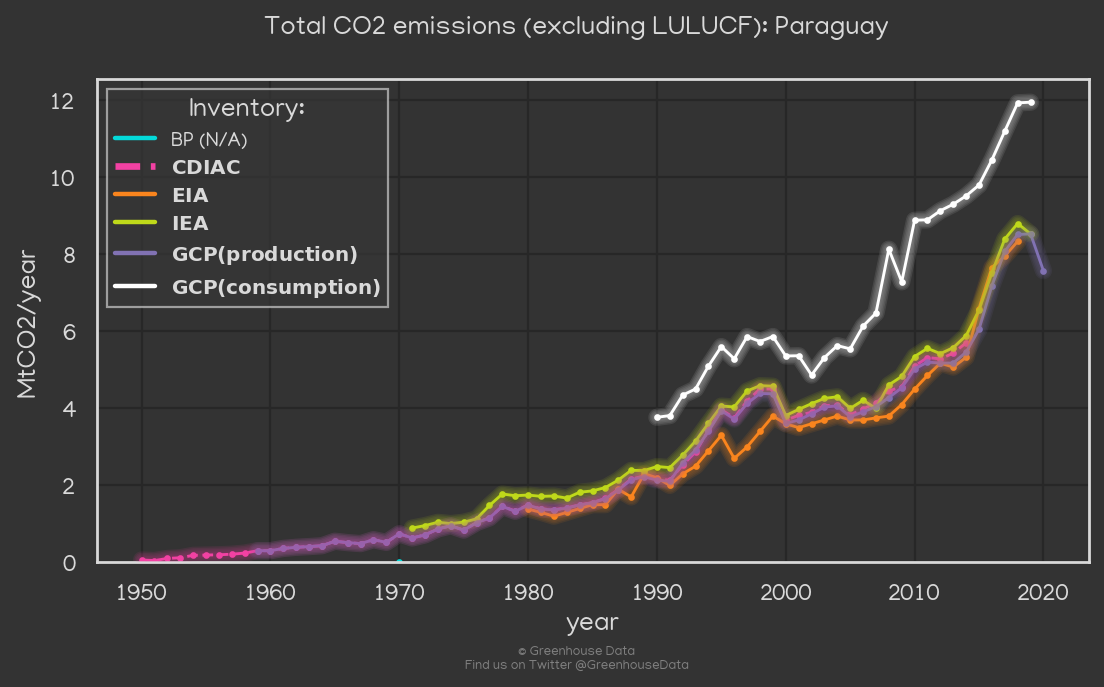 Total CO2 emissions (excluding LULUCF): Paraguay
MtCO2/year
12
10
8
6
4
2
0
Inventory:
BP (N/A)
CDIAC
EIA
IEA
GCP(production)
GCP(consumption)
1950 1960 1970 1980 1990 2000 2010 2020
year
© Greenhouse Data
Find us on Twitter @GreenhouseData